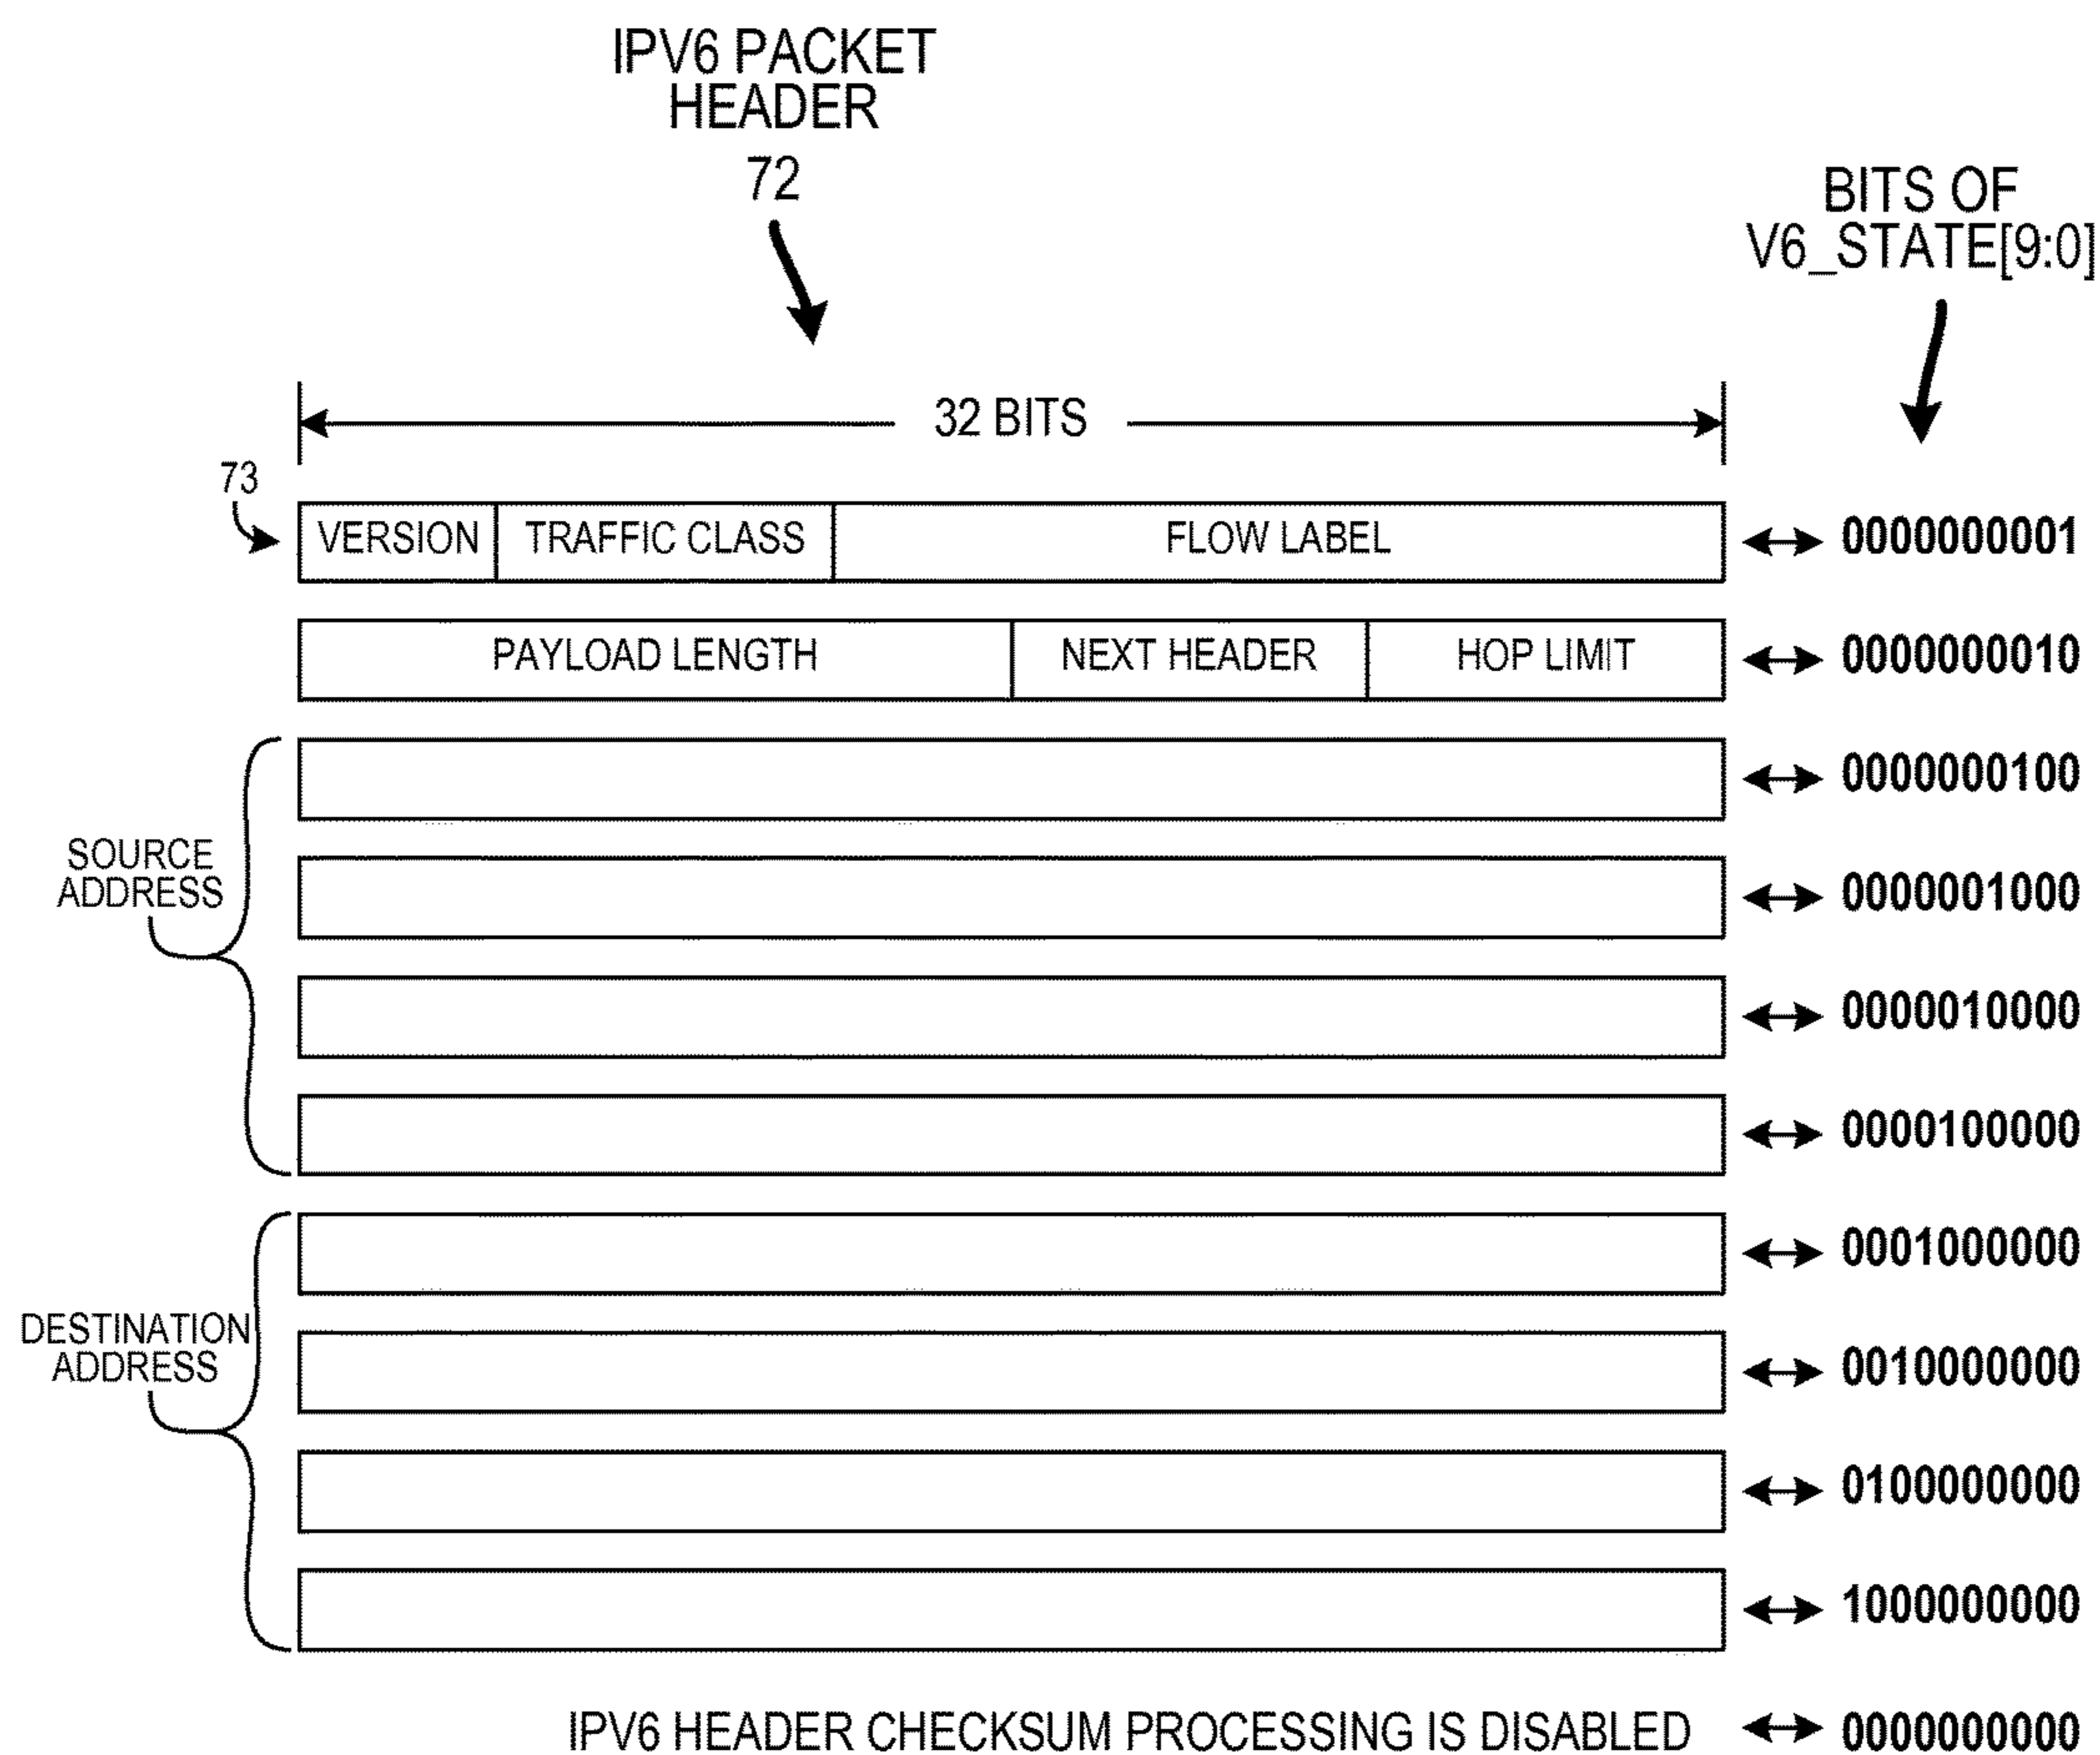 IPV6 PACKET
HEADER
72
BITS OF
V6_STATE[9:0]
32 BITS
73
VERSION TRAFFIC CLASS FLOW LABEL 0000000001
PAYLOAD LENGTH NEXT HEADER HOP LIMIT 0000000010
0000000100
SOURCE
ADDRESS
0000001000
0000010000
0000100000
0001000000
DESTINATION
ADDRESS
0010000000
0100000000
1000000000
IPV6 HEADER CHECKSUM PROCESSING IS DISABLED 0000000000